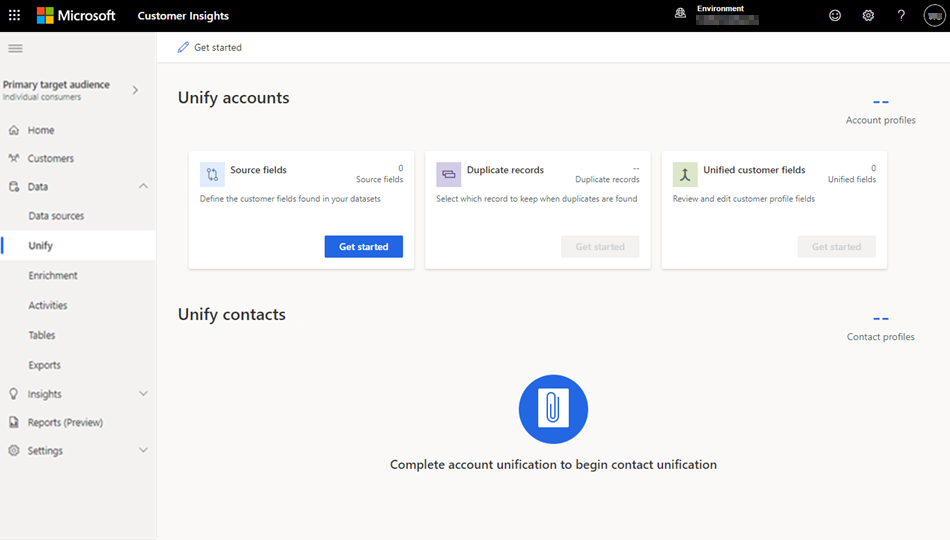 Microsoft
Customer Insights
Environment
?
Get started
Primary target audience
Individual consumers
Home
Customers
Data
Data sources
Unify
Enrichment
Activities
Tables
Exports
Insights
Reports (Preview)
Settings
Unify accounts
--
Account profiles
Source fields
0
Source fields
Define the customer fields found in your datasets
Get started
Duplicate records
--
Duplicate records
Select which record to keep when duplicates are found
Get started
Unified customer fields
0
Unified fields
Review and edit customer profile fields
Get started
Unify contacts
--
Contact profiles
Complete account unification to begin contact unification